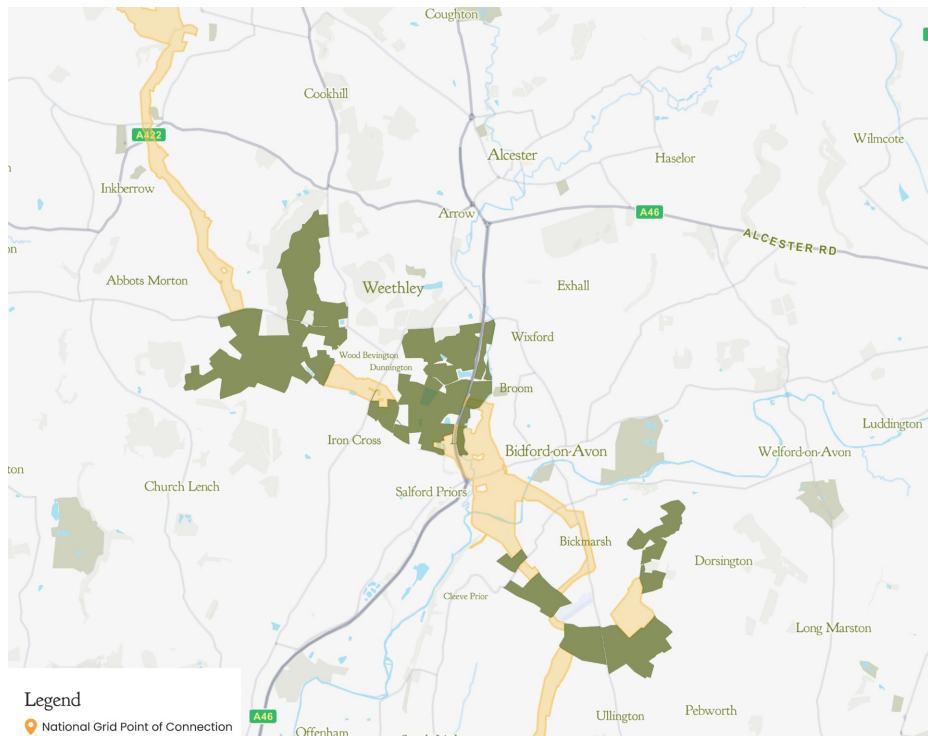 Coughton
Cookhill
A422
Alcester
Haselor
Wilmcote
Inkberrow
Arrow
A46
ALCESTER RD
Abbots Morton
Weethley
Exhall
Wixford
Wood Bevington
Dunnington
Broom
Iron Cross
Bidford-on-Avon
Luddington
Welford-on-Avon
Church Lench
Salford Priors
Bickmarsh
Dorsington
Cleeve Prior
Long Marston
Legend
National Grid Point of Connection
A46
Offenham
Ullington
Pebworth